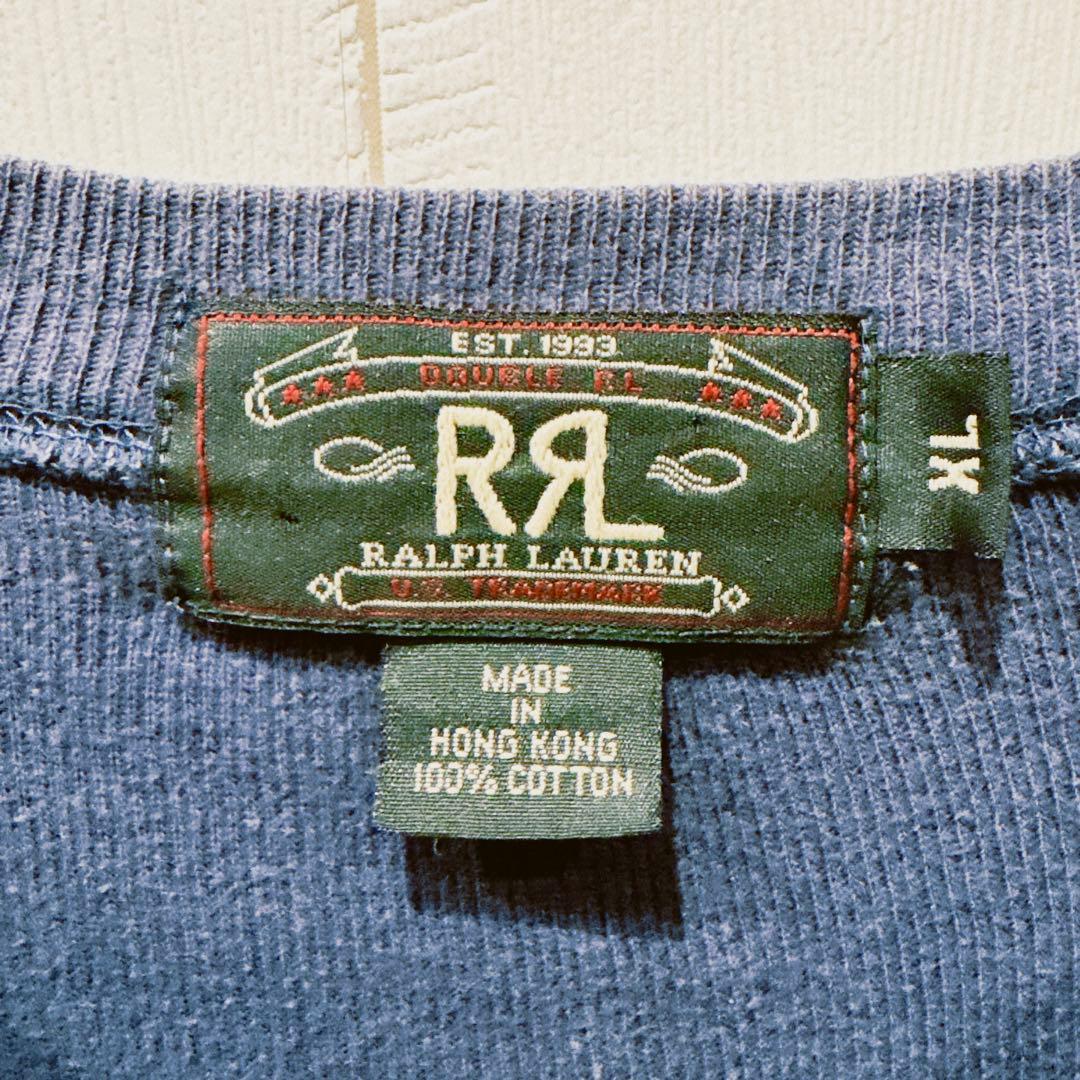 EST. 1993
DOUBLE RL
RRL
RALPH LAUREN
U.S. TRADEMARK
XL
MADE
IN
HONG KONG
100% COTTON